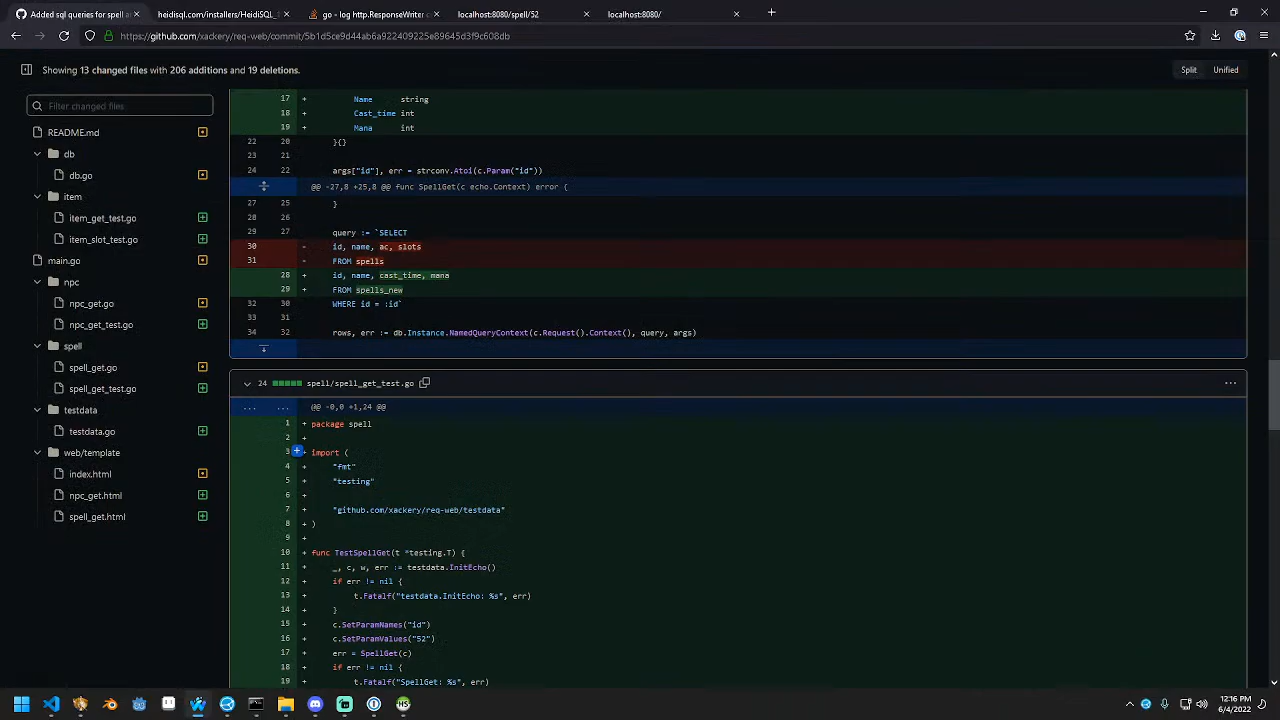 Added sql queries for spell a
heidisql.com/installers/HeidiSQL_
go - log http.ResponseWriter
localhost:8080/spell/52
localhost:8080/
https://github.com/xackery/req-web/commit/5b1d5ce9d44ab6a922409225e89645d3f9c608db
Showing 13 changed files with 206 additions and 19 deletions.
Split
Unified
Filter changed files
README.md
db
db.go
item
item_get_test.go
item_slot_test.go
main.go
npc
npc_get.go
npc_get_test.go
spell
spell_get.go
spell_get_test.go
testdata
testdata.go
web/template
index.html
npc_get.html
spell_get.html
17 + Name string
18 + Cast_time int
19 + Mana int
22 20 }{}
23 21
24 22 args["id"], err = strconv.Atoi(c.Param("id"))
@@ -27,8 +25,8 @@ func SpellGet(c echo.Context) error {
27 25 }
28 26
29 27 query := `SELECT
30 - id, name, ac, slots
31 - FROM spells
28 + id, name, cast_time, mana
29 + FROM spells_new
32 30 WHERE id = :id`
33 31
34 32 rows, err := db.Instance.NamedQueryContext(c.Request().Context(), query, args)
24 spell/spell_get_test.go
... ... @@ -0,0 +1,24 @@
1 + package spell
2 +
3 + import (
4 + "fmt"
5 + "testing"
6 +
7 + "github.com/xackery/req-web/testdata"
8 + )
9 +
10 + func TestSpellGet(t *testing.T) {
11 + _, c, w, err := testdata.InitEcho()
12 + if err != nil {
13 + t.Fatalf("testdata.InitEcho: %s", err)
14 + }
15 + c.SetParamNames("id")
16 + c.SetParamValues("52")
17 + err = SpellGet(c)
18 + if err != nil {
19 + t.Fatalf("SpellGet: %s", err)
HS
12:16 PM
6/4/2022